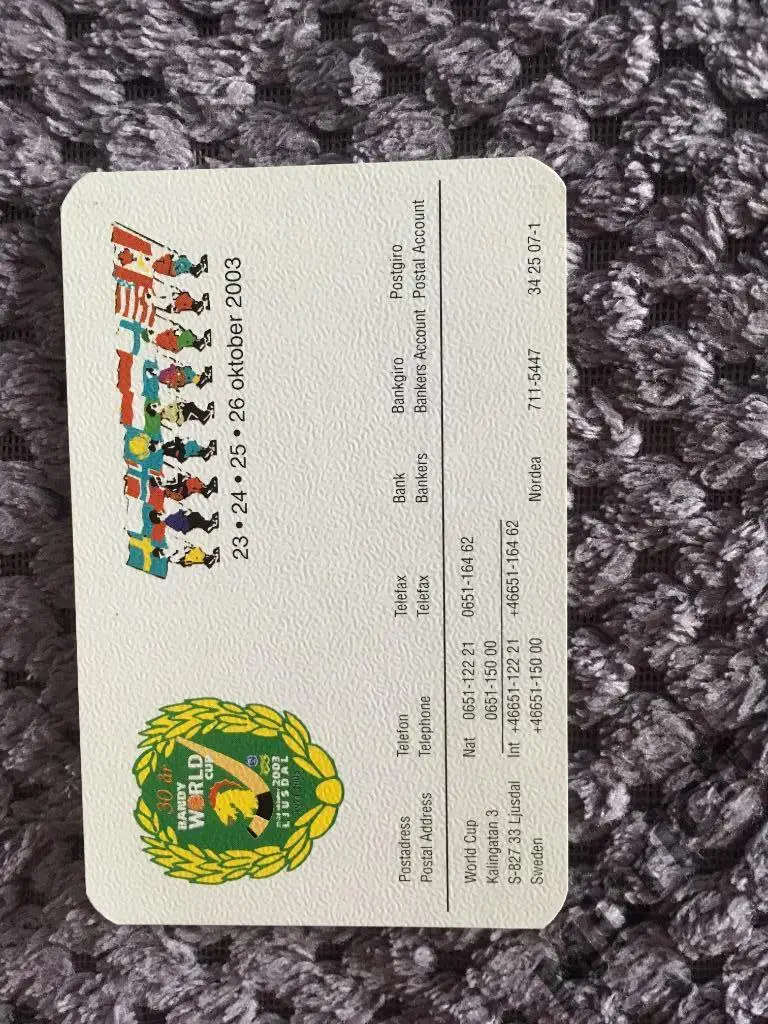 30 år
BANDY
WORLD
CUP
2003
LJUSDAL
23 • 24 • 25 • 26 oktober 2003
Postadress Telefon Telefax Bank Bankgiro Postgiro
Postal Address Telephone Telefax Bankers Bankers Account Postal Account
World Cup Nat 0651-122 21 0651-164 62
Kalingatan 3 0651-150 00
S-827 33 Ljusdal Int +46651-122 21 +46651-164 62
Sweden +46651-150 00 Nordea 711-5447 34 25 07-1